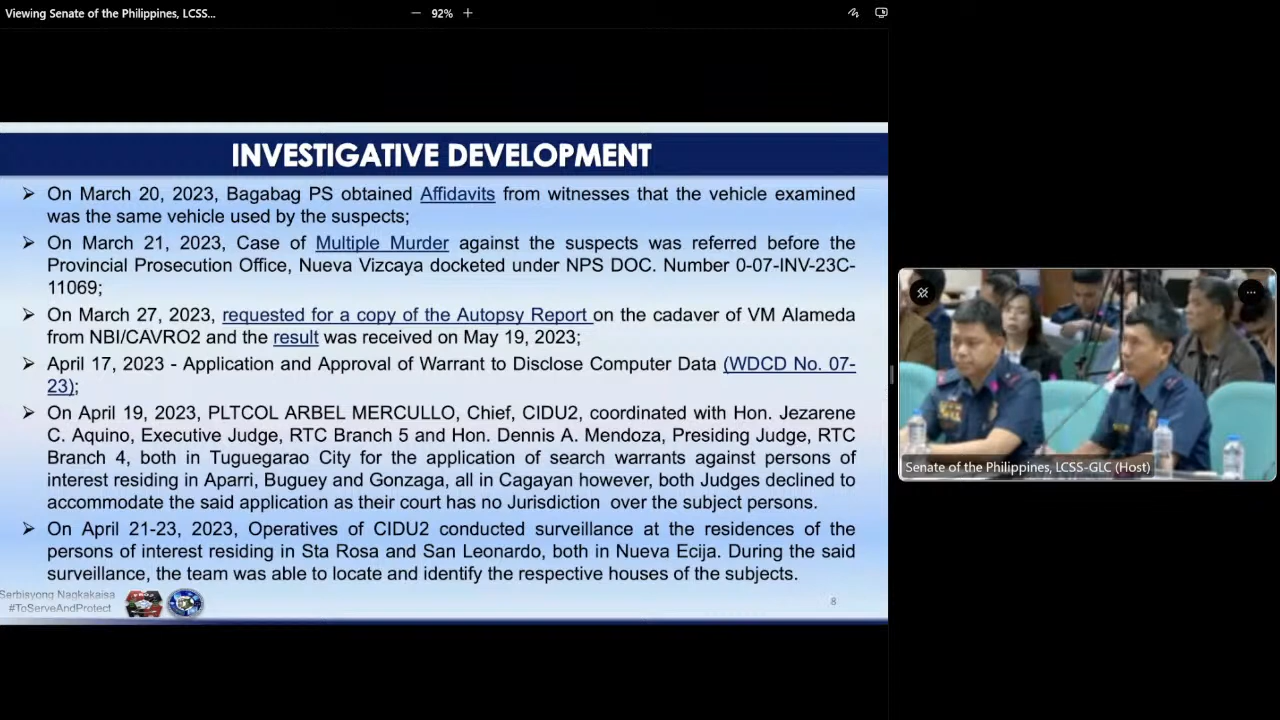 Viewing Senate of the Philippines, LCSS...
92%
INVESTIGATIVE DEVELOPMENT
➢ On March 20, 2023, Bagabag PS obtained Affidavits from witnesses that the vehicle examined
was the same vehicle used by the suspects;
➢ On March 21, 2023, Case of Multiple Murder against the suspects was referred before the
Provincial Prosecution Office, Nueva Vizcaya docketed under NPS DOC. Number 0-07-INV-23C-
11069;
➢ On March 27, 2023, requested for a copy of the Autopsy Report on the cadaver of VM Alameda
from NBI/CAVRO2 and the result was received on May 19, 2023;
➢ April 17, 2023 - Application and Approval of Warrant to Disclose Computer Data (WDCD No. 07-
23);
➢ On April 19, 2023, PLTCOL ARBEL MERCULLO, Chief, CIDU2, coordinated with Hon. Jezarene
C. Aquino, Executive Judge, RTC Branch 5 and Hon. Dennis A. Mendoza, Presiding Judge, RTC
Branch 4, both in Tuguegarao City for the application of search warrants against persons of
interest residing in Aparri, Buguey and Gonzaga, all in Cagayan however, both Judges declined to
accommodate the said application as their court has no Jurisdiction over the subject persons.
➢ On April 21-23, 2023, Operatives of CIDU2 conducted surveillance at the residences of the
persons of interest residing in Sta Rosa and San Leonardo, both in Nueva Ecija. During the said
surveillance, the team was able to locate and identify the respective houses of the subjects.
Serbisyong Nagkakaisa
#ToServeAndProtect
8
Senate of the Philippines, LCSS-GLC (Host)